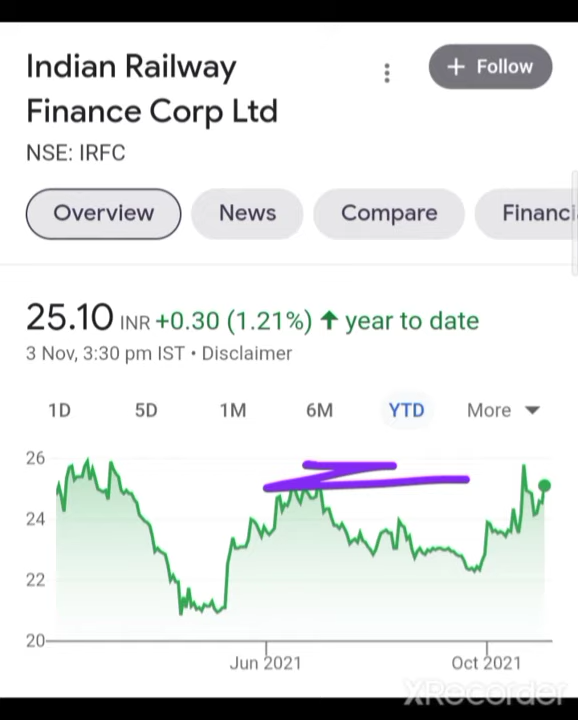 Indian Railway
Finance Corp Ltd
+ Follow
NSE: IRFC
Overview News Compare Financi
25.10 INR +0.30 (1.21%) ↑ year to date
3 Nov, 3:30 pm IST • Disclaimer
1D 5D 1M 6M YTD More
26
24
22
20
Jun 2021 Oct 2021
XRecorder